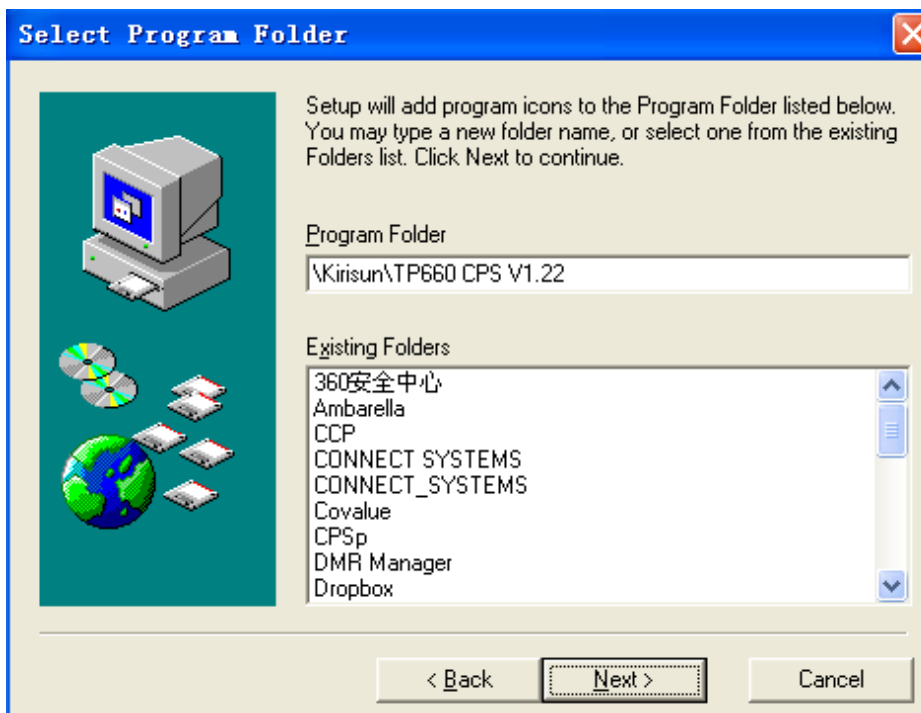 Select Program Folder
Setup will add program icons to the Program Folder listed below.
You may type a new folder name, or select one from the existing
Folders list. Click Next to continue.
Program Folder
\Kirisun\TP660 CPS V1.22
Existing Folders
360安全中心
Ambarella
CCP
CONNECT SYSTEMS
CONNECT_SYSTEMS
Covalue
CPSp
DMR Manager
Dropbox
< Back
Next >
Cancel